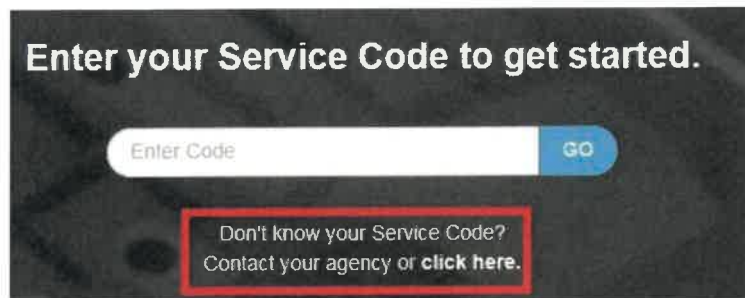 Enter your Service Code to get started.
Enter Code
GO
Don't know your Service Code?
Contact your agency or click here.